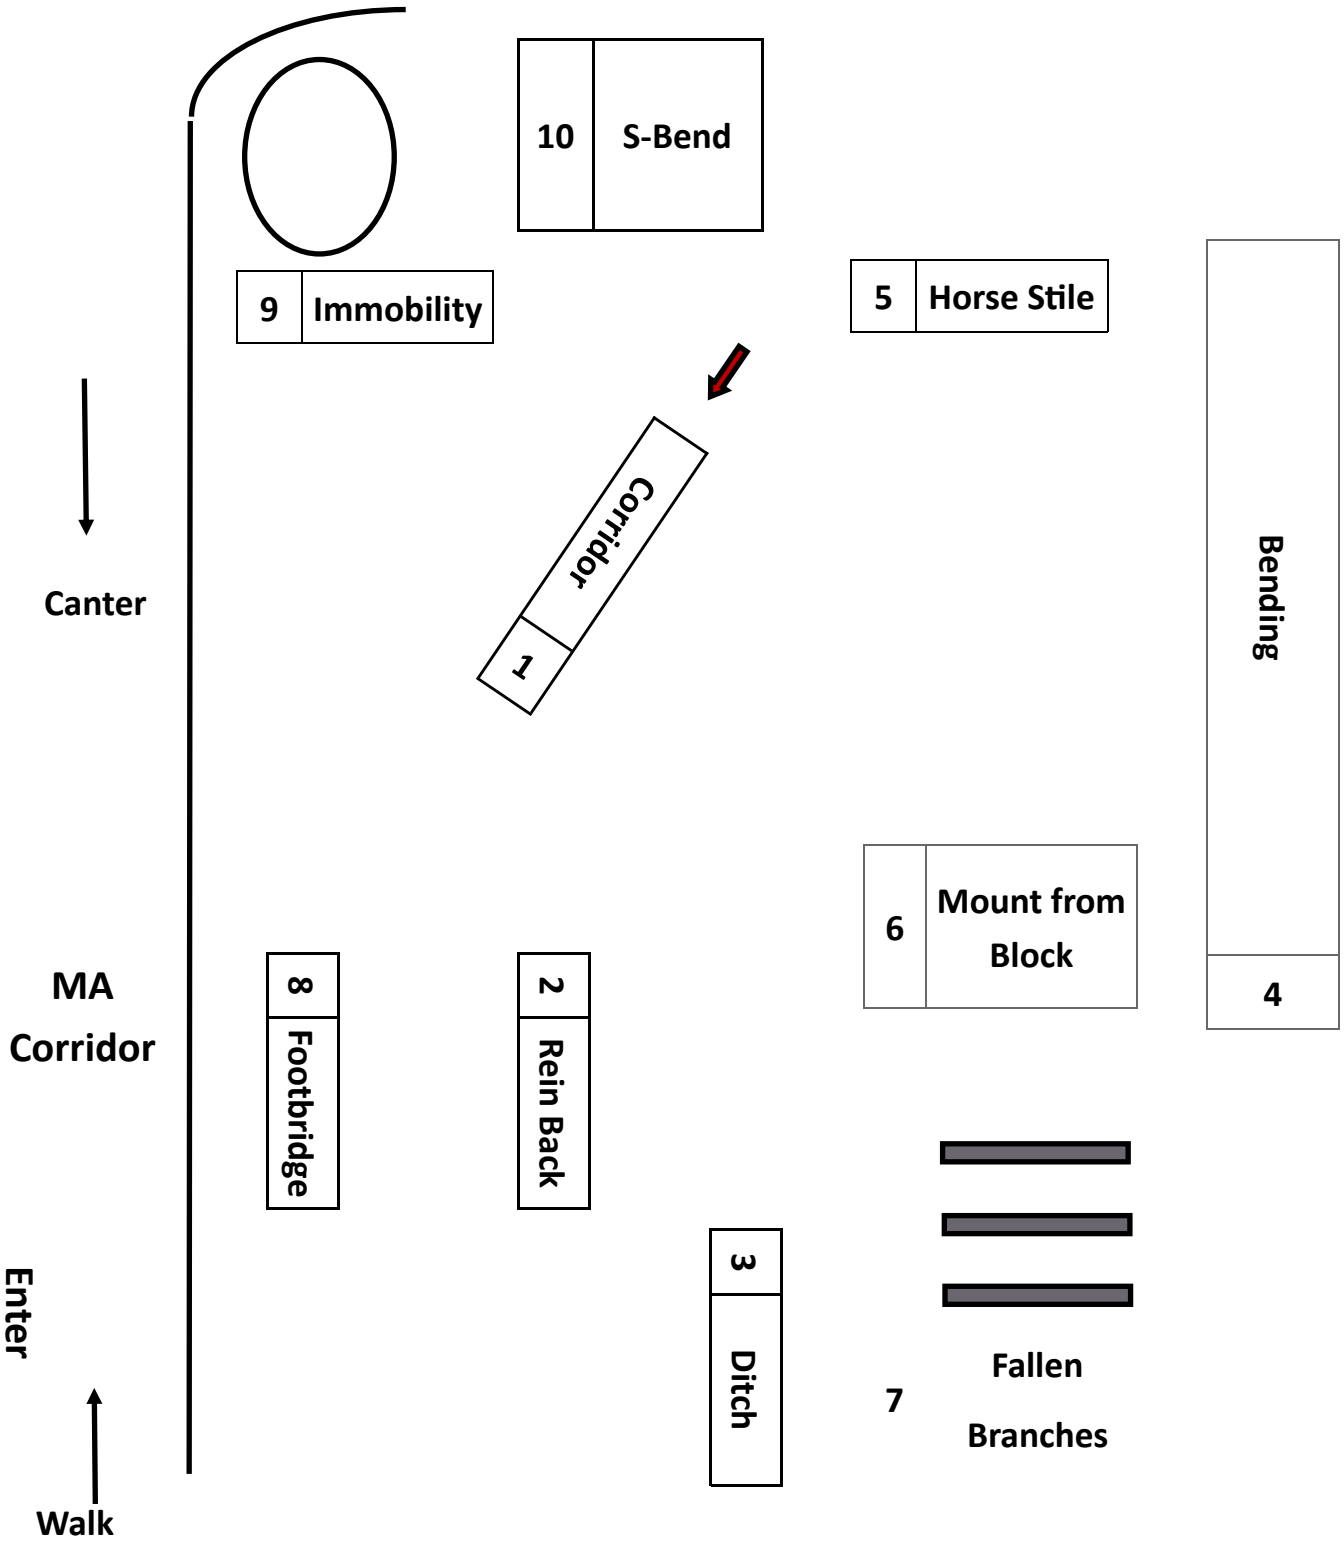 10 S-Bend
9 Immobility
5 Horse Stile
Corridor
1
Bending
4
Canter
6
Mount from
Block
MA
Corridor
8 Footbridge
2 Rein Back
3 Ditch
Enter
7
Fallen
Branches
Walk